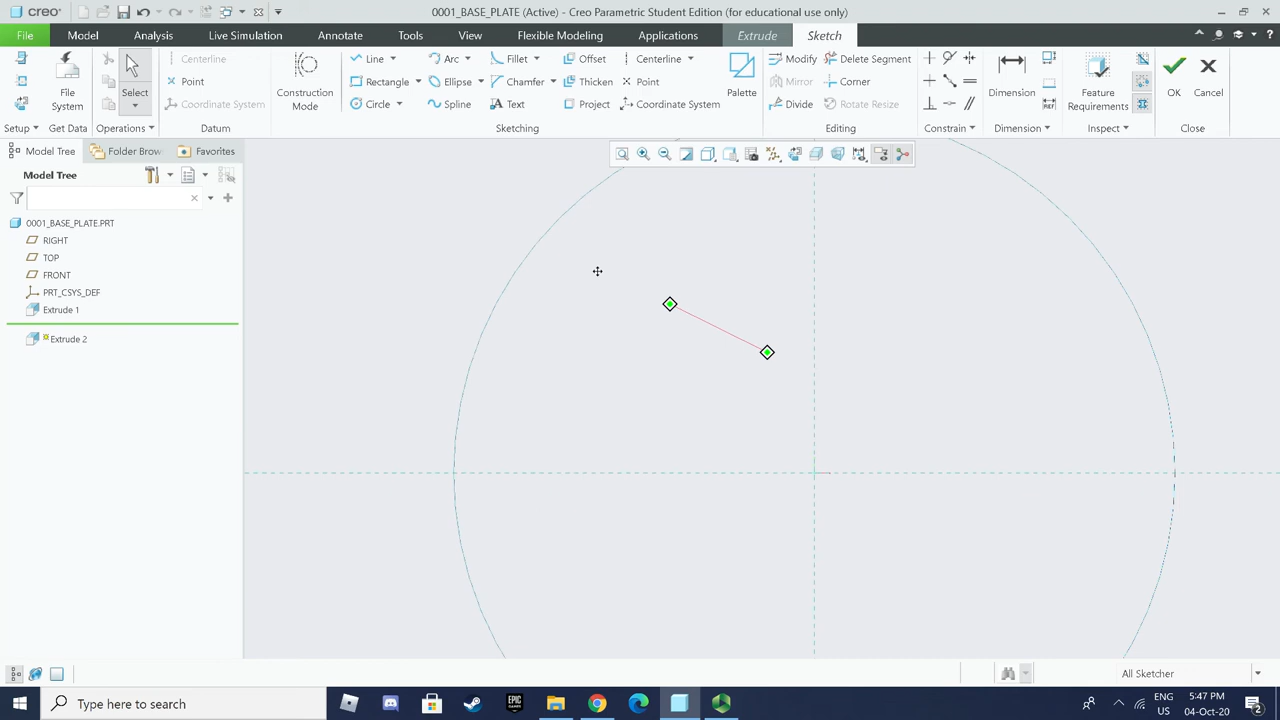 creo
0001_BASE_PLATE (Active) - Creo Parametric Student Edition (for educational use only)
File Model Analysis Live Simulation Annotate Tools View Flexible Modeling Applications Extrude Sketch
Centerline Line Arc Fillet Offset Centerline Modify Delete Segment
Point Rectangle Ellipse Chamfer Thicken Point Mirror Corner
Coordinate System Circle Spline Text Project Coordinate System Divide Rotate Resize
File System Select Construction Mode Palette Dimension Feature Requirements OK Cancel
Setup Get Data Operations Datum Sketching Editing Constrain Dimension Inspect Close
Model Tree Folder Brow Favorites
Model Tree
0001_BASE_PLATE.PRT
RIGHT
TOP
FRONT
PRT_CSYS_DEF
Extrude 1
Extrude 2
All Sketcher
Type here to search
EPIC GAMES
ENG
US
5:47 PM
04-Oct-20
2